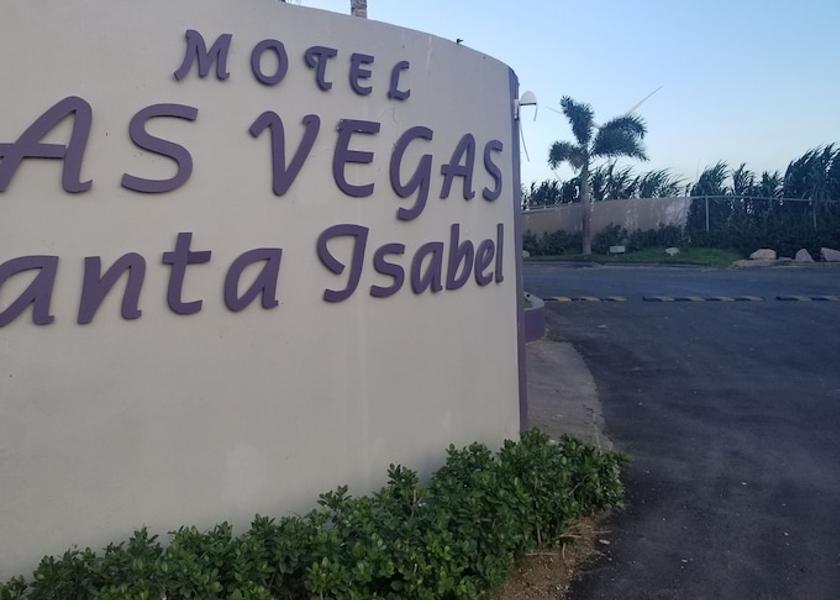 MOTEL
AS VEGAS
anta Isabel